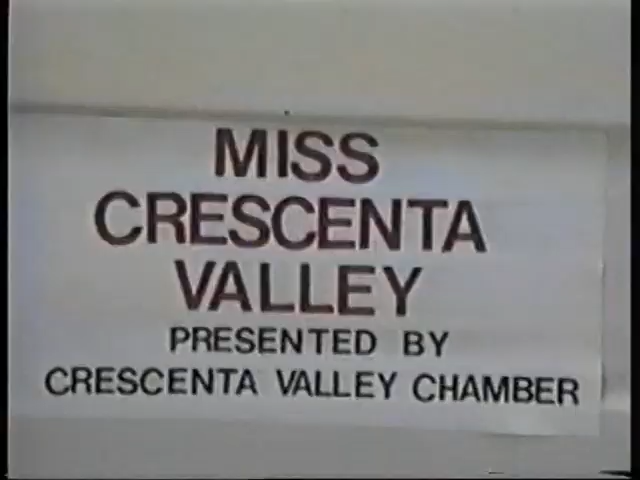 MISS
CRESCENTA
VALLEY
PRESENTED BY
CRESCENTA VALLEY CHAMBER